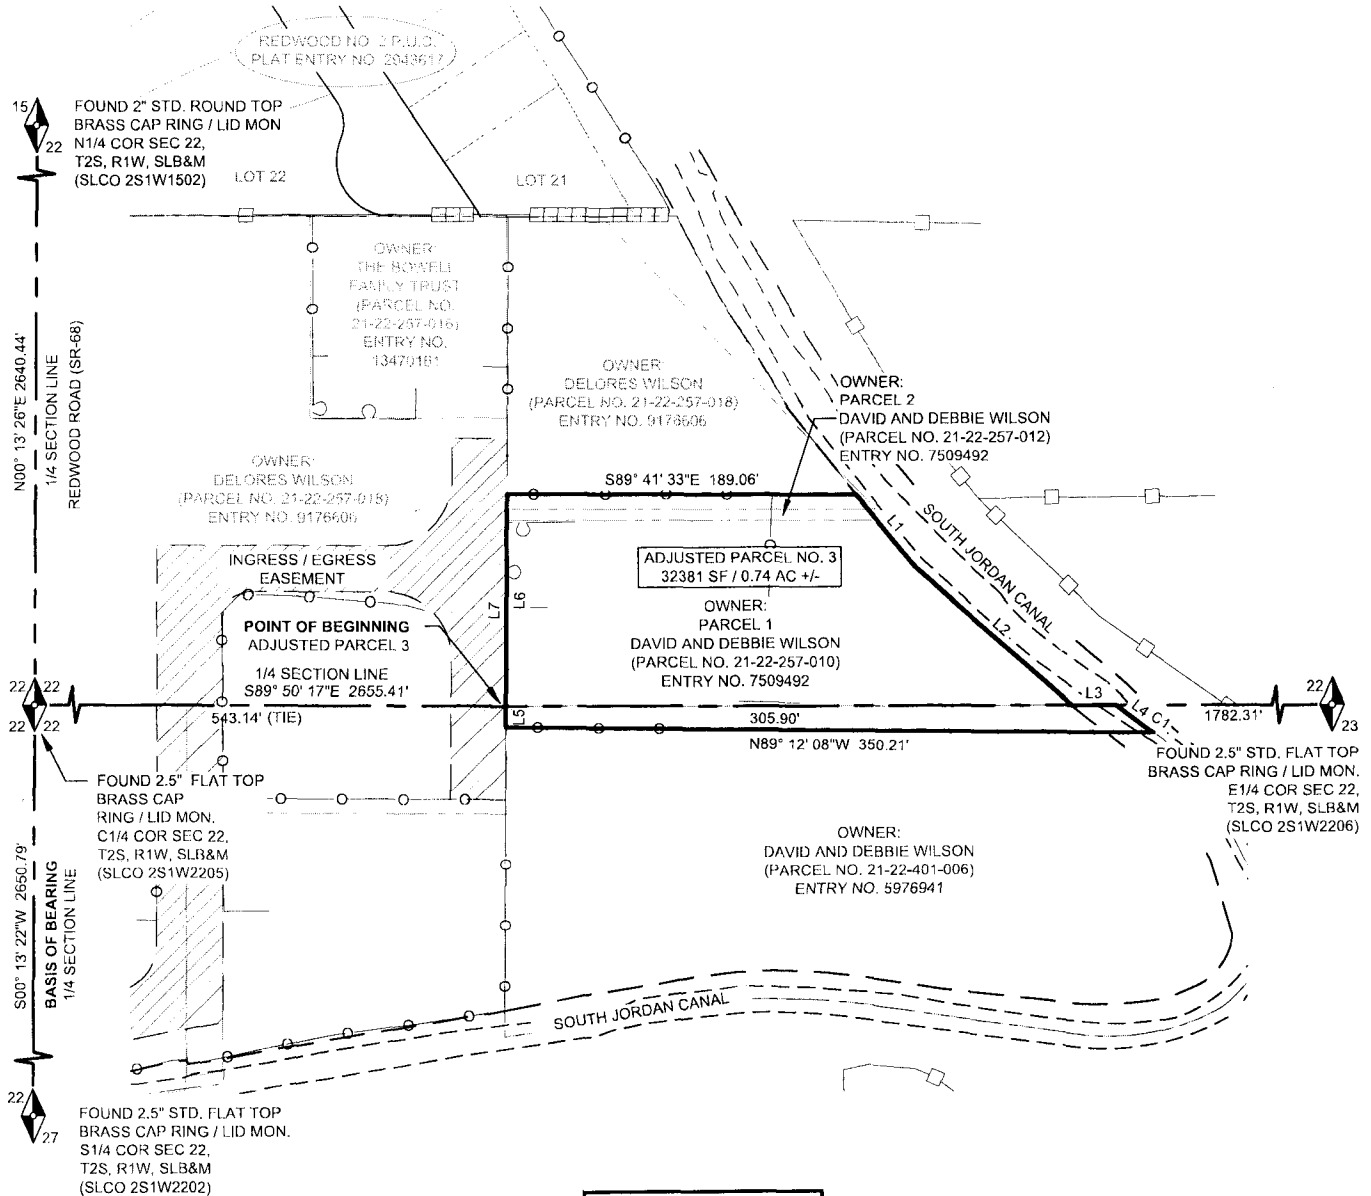 REDWOOD NO. 2 P.U.D.
PLAT ENTRY NO. 2943617
15
22
FOUND 2" STD. ROUND TOP
BRASS CAP RING / LID MON
N1/4 COR SEC 22,
T2S, R1W, SLB&M
(SLCO 2S1W1502)
LOT 22
LOT 21
OWNER:
THE BOWELL
FAMILY TRUST
(PARCEL NO.
21-22-257-016)
ENTRY NO.
13470191
N00° 13' 26"E 2640.44'
1/4 SECTION LINE
REDWOOD ROAD (SR-68)
OWNER:
DELORES WILSON
(PARCEL NO. 21-22-257-018)
ENTRY NO. 9176606
OWNER:
PARCEL 2
DAVID AND DEBBIE WILSON
(PARCEL NO. 21-22-257-012)
ENTRY NO. 7509492
OWNER:
DELORES WILSON
(PARCEL NO. 21-22-257-018)
ENTRY NO. 9176606
S89° 41' 33"E 189.06'
L1
SOUTH JORDAN CANAL
INGRESS / EGRESS
EASEMENT
ADJUSTED PARCEL NO. 3
32381 SF / 0.74 AC +/-
L7
L6
OWNER:
PARCEL 1
DAVID AND DEBBIE WILSON
(PARCEL NO. 21-22-257-010)
ENTRY NO. 7509492
L2
POINT OF BEGINNING
ADJUSTED PARCEL 3
1/4 SECTION LINE
S89° 50' 17"E 2655.41'
22
22
22
22
543.14' (TIE)
L5
305.90'
L3
L4
C1
1782.31'
22
23
N89° 12' 08"W 350.21'
FOUND 2.5" FLAT TOP
BRASS CAP
RING / LID MON.
C1/4 COR SEC 22,
T2S, R1W, SLB&M
(SLCO 2S1W2205)
FOUND 2.5" STD. FLAT TOP
BRASS CAP RING / LID MON.
E1/4 COR SEC 22,
T2S, R1W, SLB&M
(SLCO 2S1W2206)
OWNER:
DAVID AND DEBBIE WILSON
(PARCEL NO. 21-22-401-006)
ENTRY NO. 5976941
S00° 13' 22"W 2650.79'
BASIS OF BEARING
1/4 SECTION LINE
SOUTH JORDAN CANAL
22
27
FOUND 2.5" STD. FLAT TOP
BRASS CAP RING / LID MON.
S1/4 COR SEC 22,
T2S, R1W, SLB&M
(SLCO 2S1W2202)